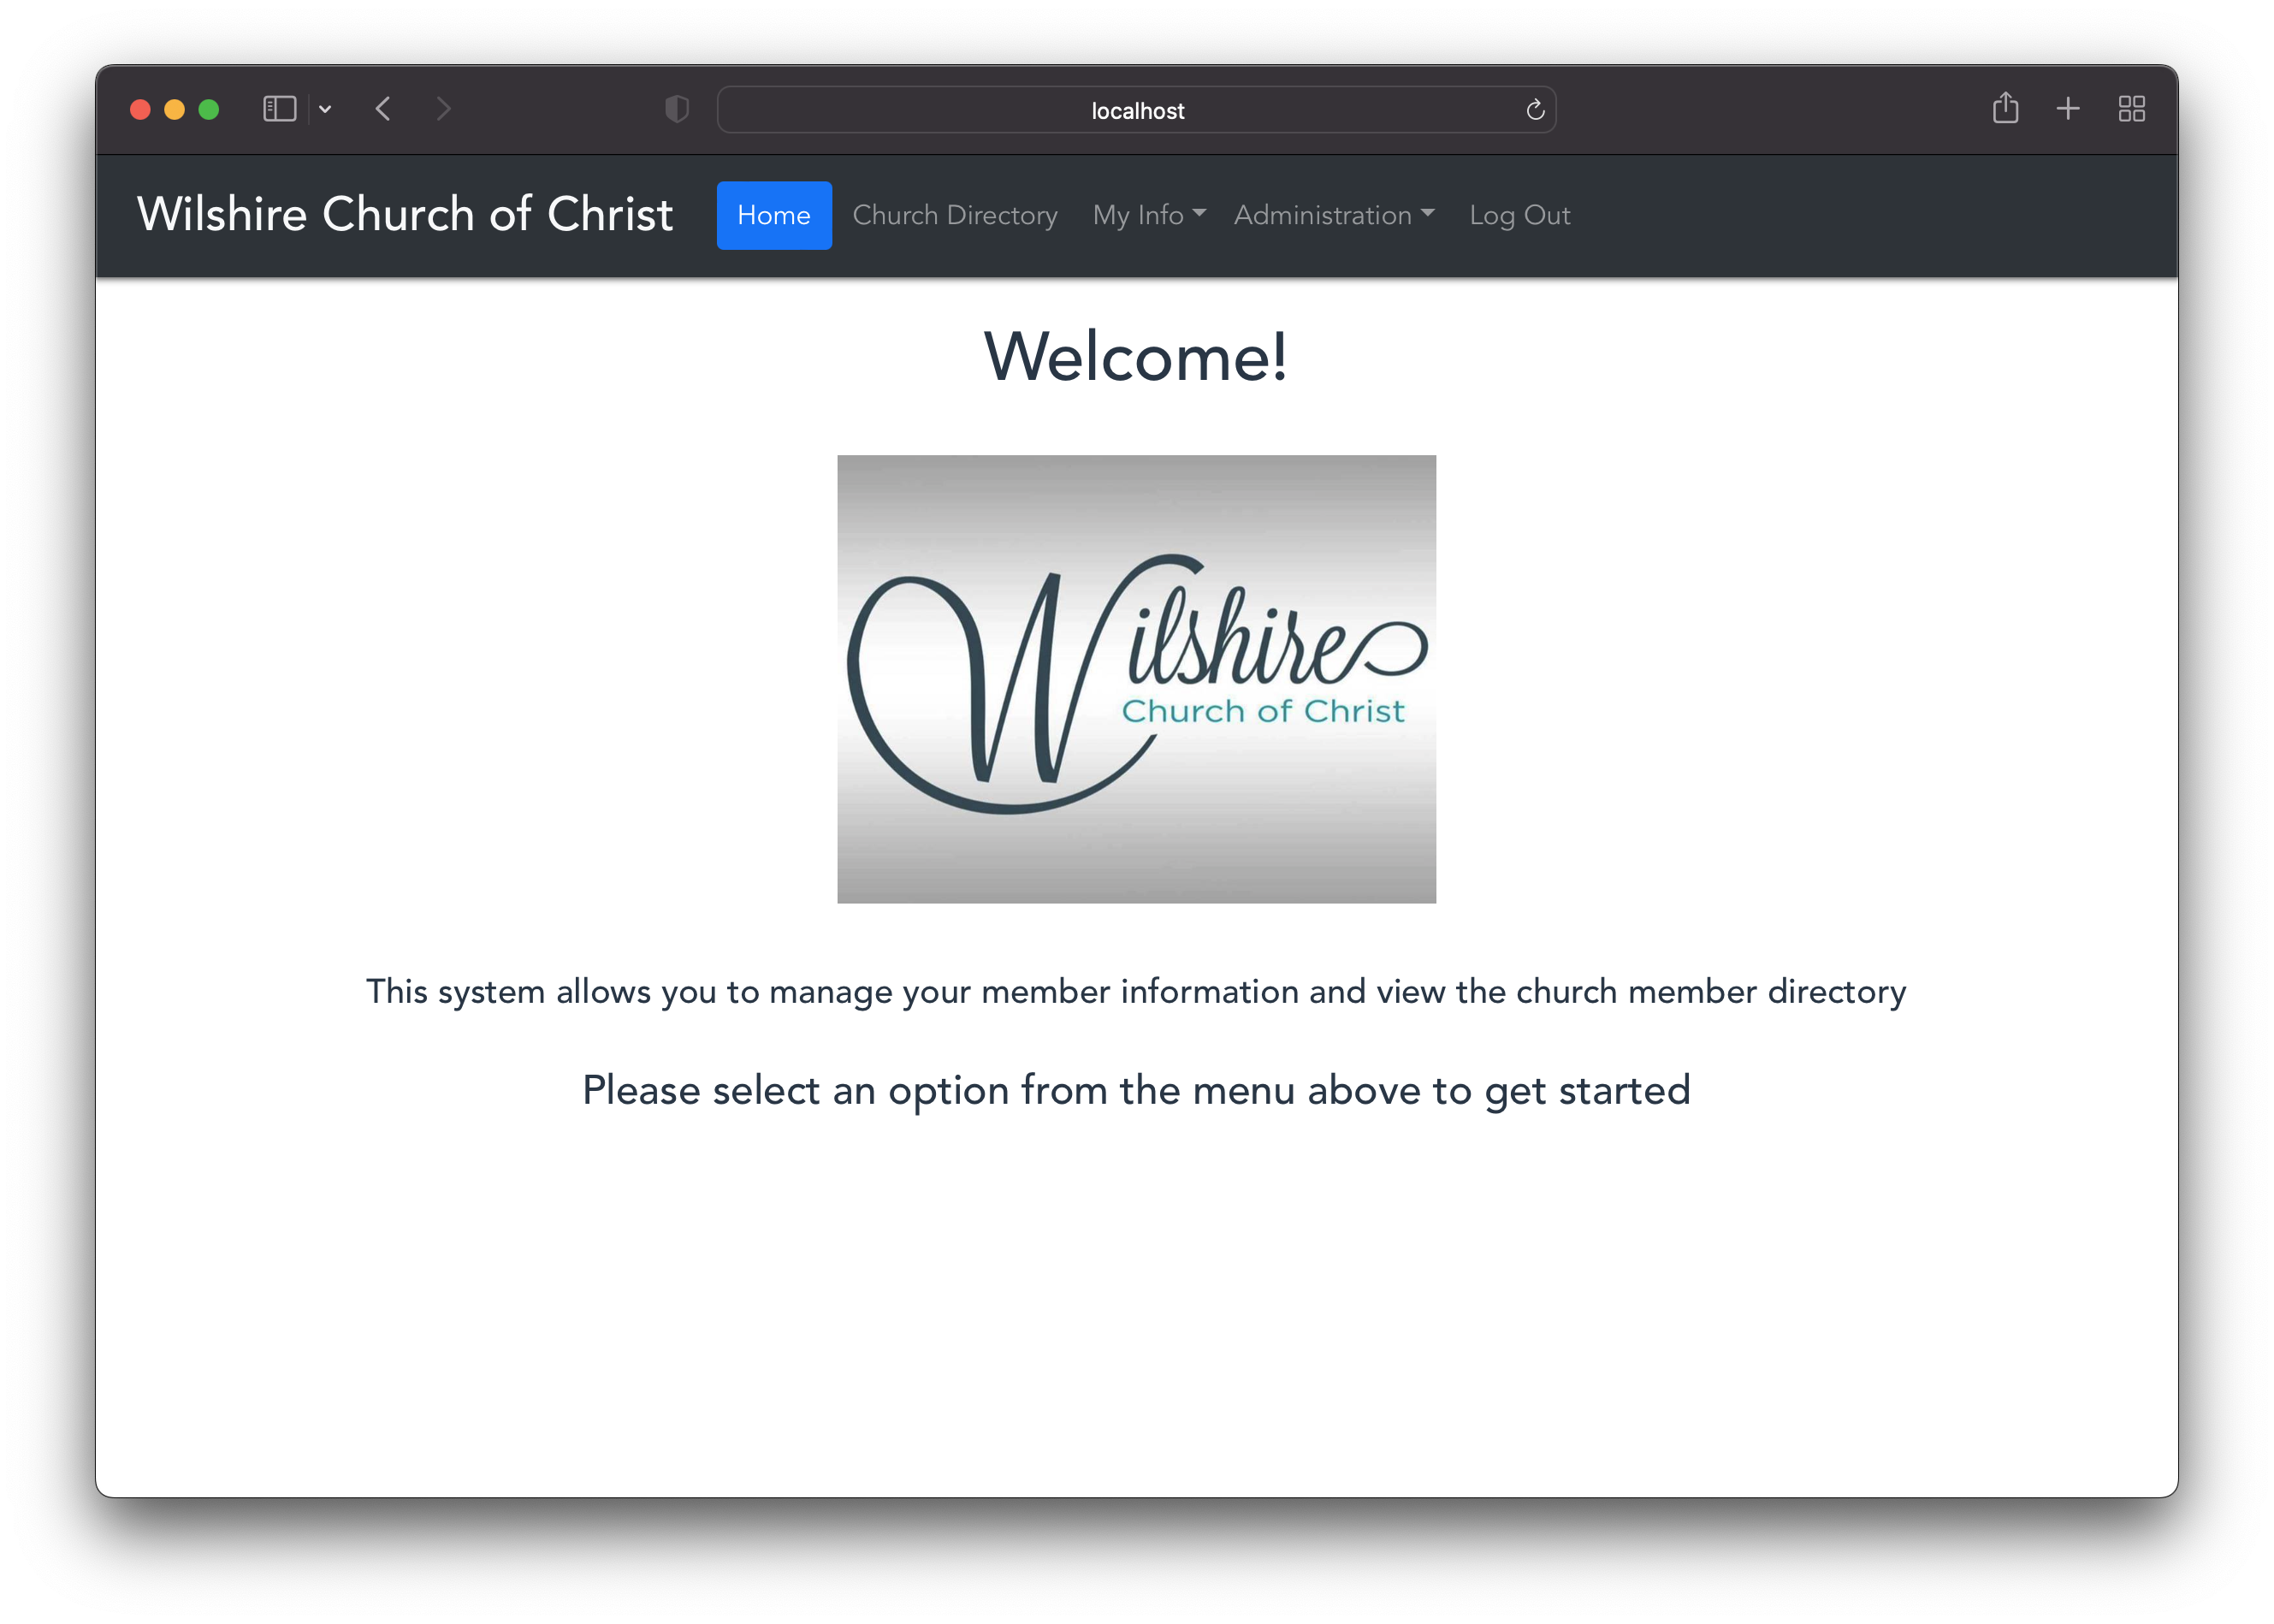 localhost
Wilshire Church of Christ Home Church Directory My Info Administration Log Out
Welcome!
Wilshire
Church of Christ
This system allows you to manage your member information and view the church member directory
Please select an option from the menu above to get started